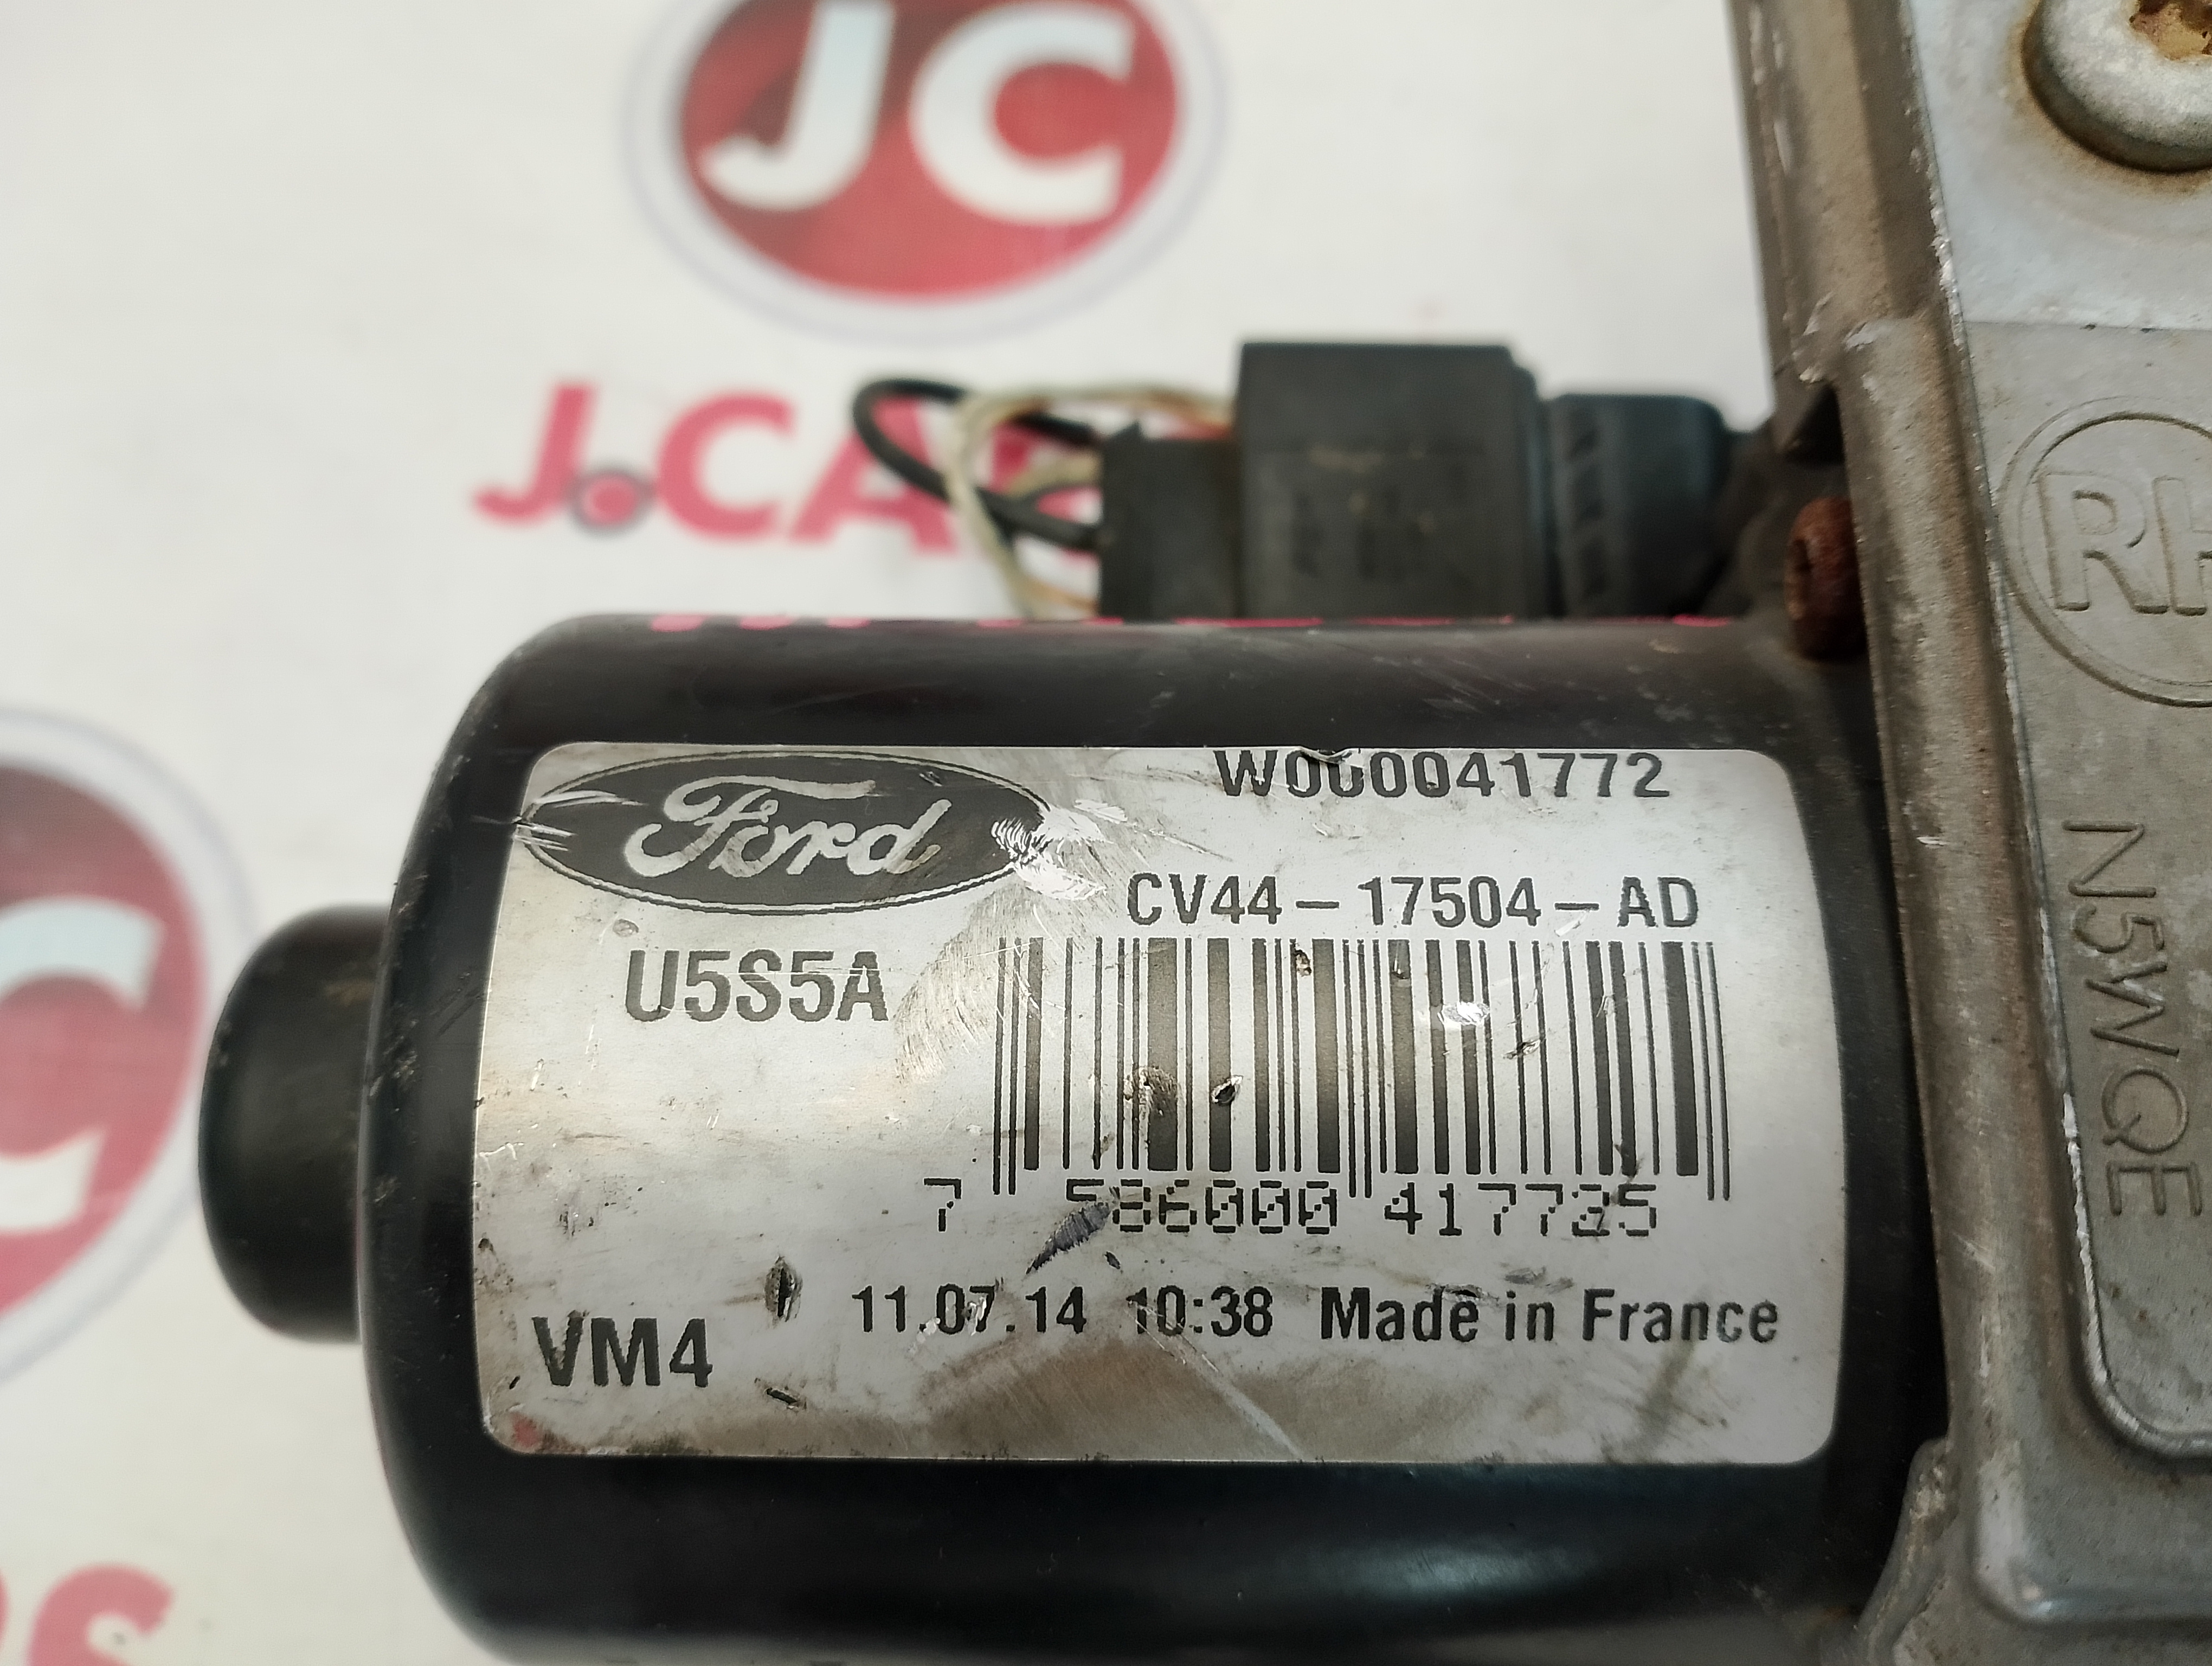 JC
J.CA
Ford
W000041772
CV44-17504-AD
U5S5A
7 586000 417725
VM4
11.07.14 10:38 Made in France
RH
N5WQE
C